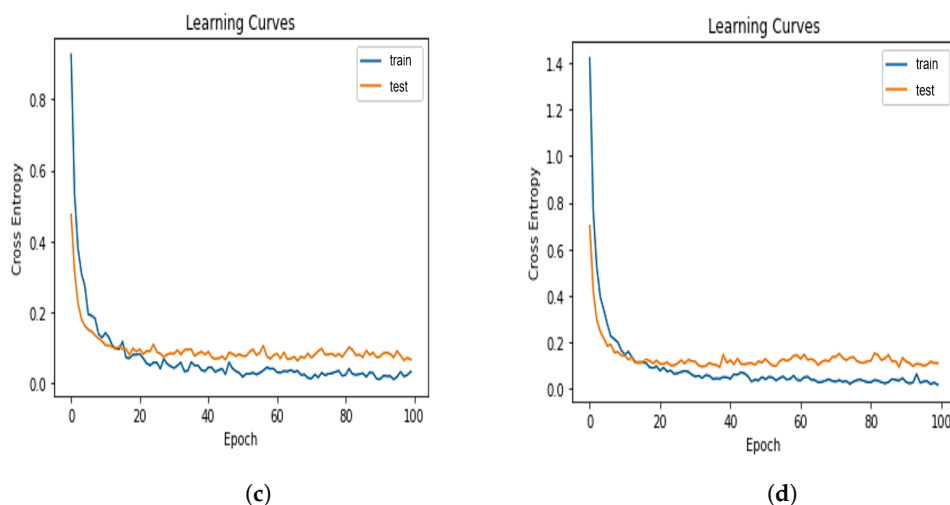 Learning Curves
train
test
0.8
0.6
0.4
0.2
0.0
Cross Entropy
0 20 40 60 80 100
Epoch
(c)
Learning Curves
train
test
1.4
1.2
1.0
0.8
0.6
0.4
0.2
0.0
Cross Entropy
0 20 40 60 80 100
Epoch
(d)